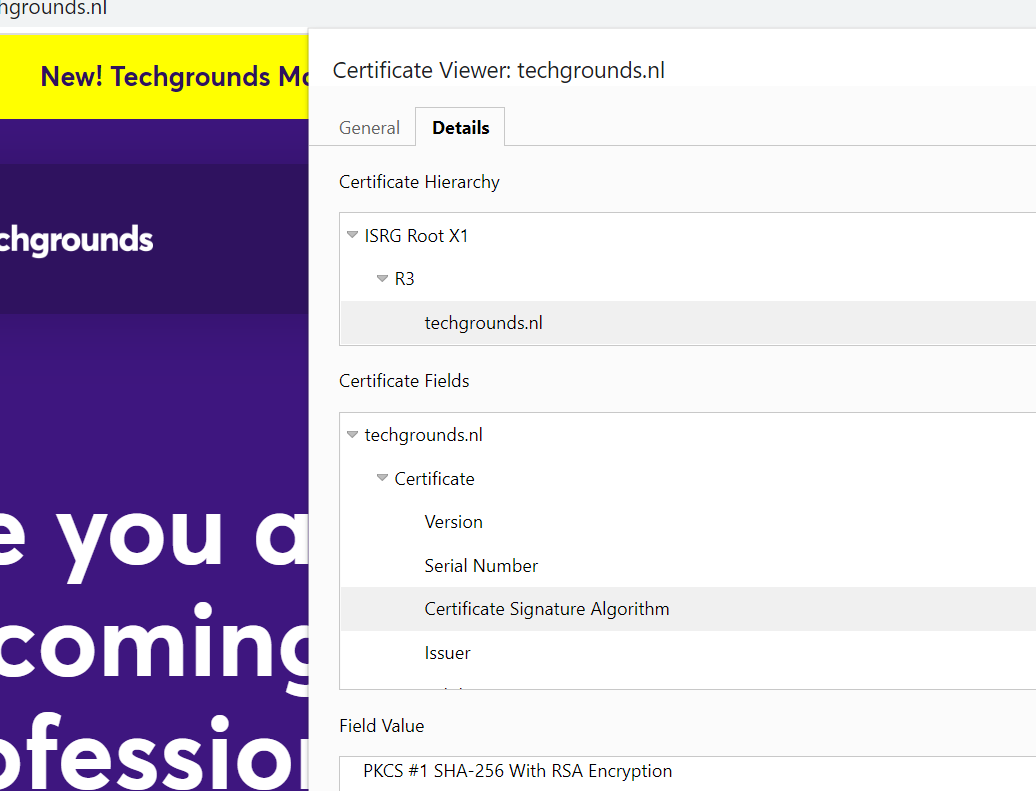 hgrounds.nl
New! Techgrounds
chgrounds
e you a
coming
ofession
Certificate Viewer: techgrounds.nl
General
Details
Certificate Hierarchy
ISRG Root X1
R3
techgrounds.nl
Certificate Fields
techgrounds.nl
Certificate
Version
Serial Number
Certificate Signature Algorithm
Issuer
Field Value
PKCS #1 SHA-256 With RSA Encryption